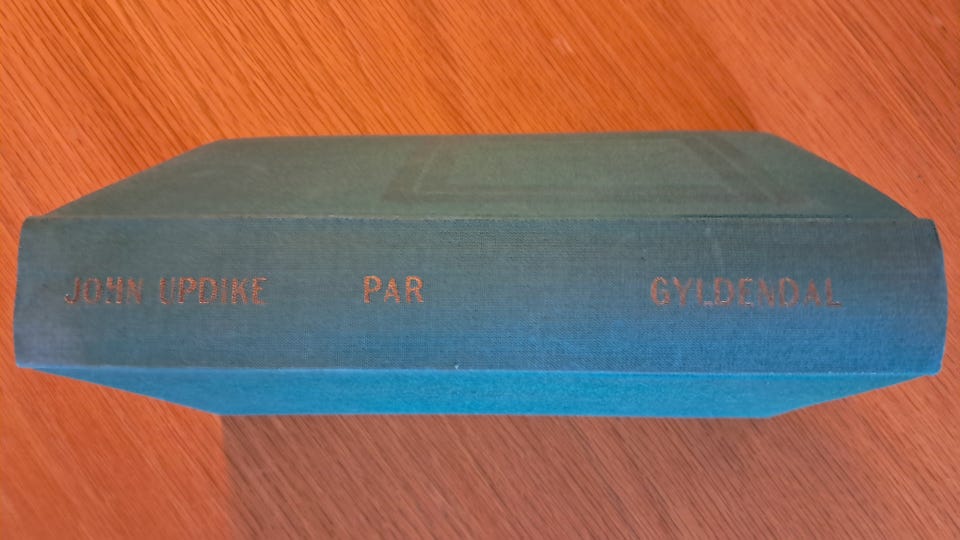 JOHN UPDIKE PAR GYLDENDAL